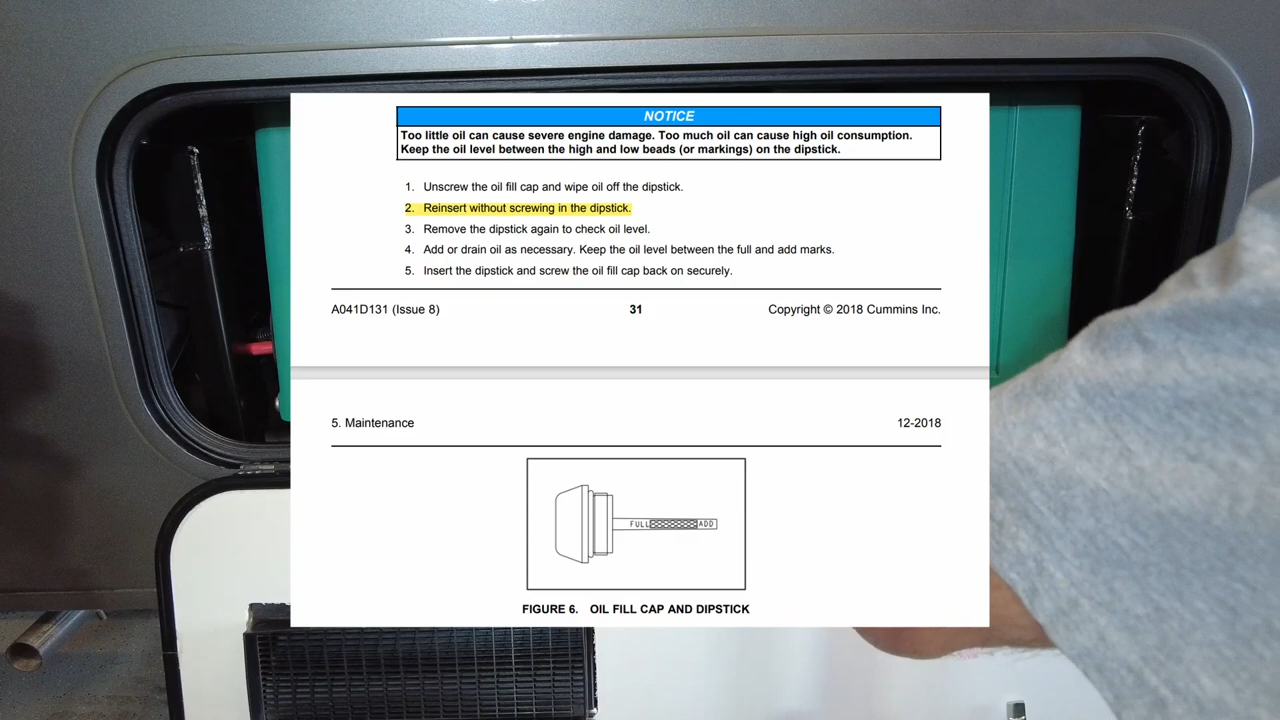 NOTICE
Too little oil can cause severe engine damage. Too much oil can cause high oil consumption.
Keep the oil level between the high and low beads (or markings) on the dipstick.
1. Unscrew the oil fill cap and wipe oil off the dipstick.
2. Reinsert without screwing in the dipstick.
3. Remove the dipstick again to check oil level.
4. Add or drain oil as necessary. Keep the oil level between the full and add marks.
5. Insert the dipstick and screw the oil fill cap back on securely.
A041D131 (Issue 8) 31 Copyright © 2018 Cummins Inc.
5. Maintenance 12-2018
FULL ADD
FIGURE 6. OIL FILL CAP AND DIPSTICK